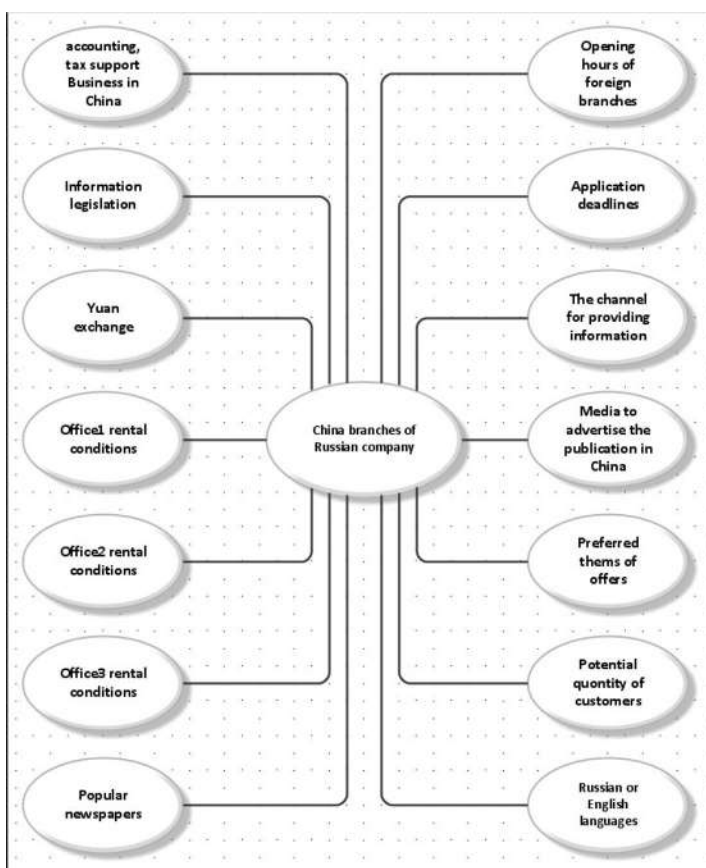 accounting,
tax support
Business in
China
Information
legislation
Yuan
exchange
Office1 rental
conditions
Office2 rental
conditions
Office3 rental
conditions
Popular
newspapers
China branches of
Russian company
Opening
hours of
foreign
branches
Application
deadlines
The channel
for providing
information
Media to
advertise the
publication in
China
Preferred
thems of
offers
Potential
quontity of
customers
Russian or
English
languages